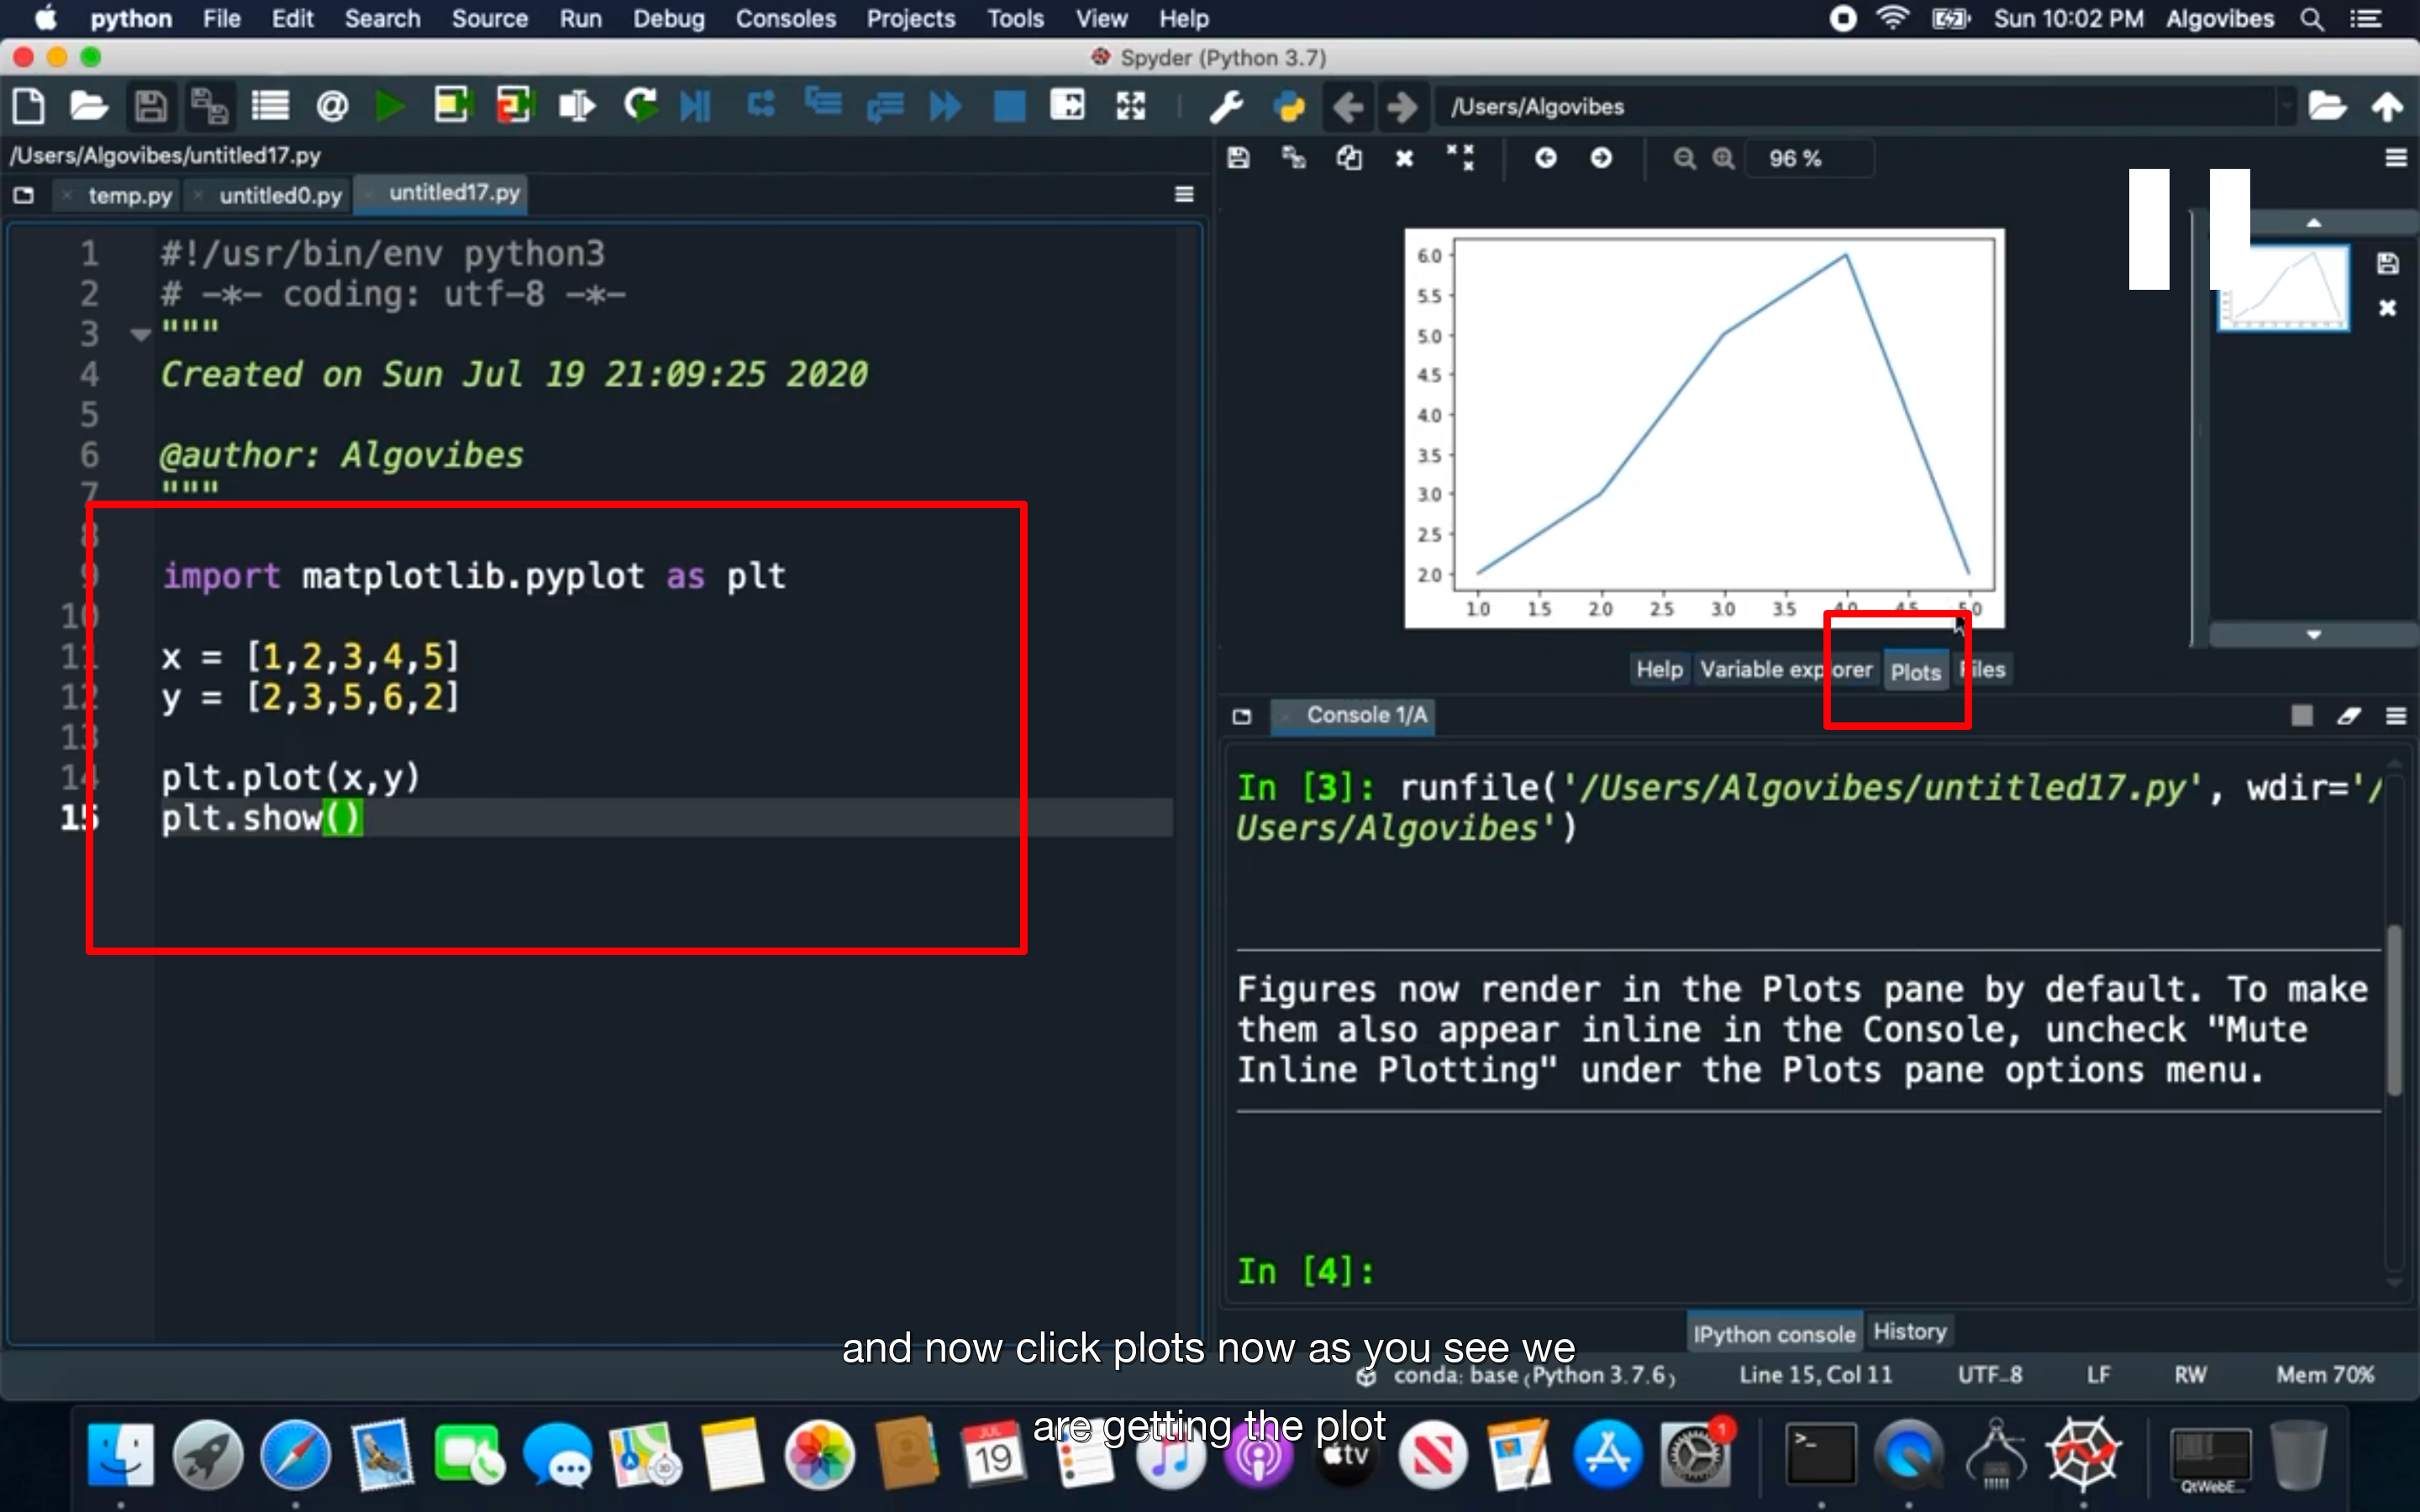 python File Edit Search Source Run Debug Consoles Projects Tools View Help Sun 10:02 PM Algovibes
Spyder (Python 3.7)
/Users/Algovibes
/Users/Algovibes/untitled17.py
temp.py untitled0.py untitled17.py
1 #!/usr/bin/env python3
2 # -*- coding: utf-8 -*-
3 """
4 Created on Sun Jul 19 21:09:25 2020
5
6 @author: Algovibes
7 """
8
9 import matplotlib.pyplot as plt
10
11 x = [1,2,3,4,5]
12 y = [2,3,5,6,2]
13
14 plt.plot(x,y)
15 plt.show()
96 %
6.0
5.5
5.0
4.5
4.0
3.5
3.0
2.5
2.0
1.0 1.5 2.0 2.5 3.0 3.5 4.0 4.5 5.0
Help Variable explorer Plots Files
Console 1/A
In [3]: runfile('/Users/Algovibes/untitled17.py', wdir='/
Users/Algovibes')
Figures now render in the Plots pane by default. To make
them also appear inline in the Console, uncheck "Mute
Inline Plotting" under the Plots pane options menu.
In [4]:
IPython console History
and now click plots now as you see we
conda: base (Python 3.7.6) Line 15, Col 11 UTF-8 LF RW Mem 70%
are getting the plot
JUL
19
tv
1
>_
QtWebE...